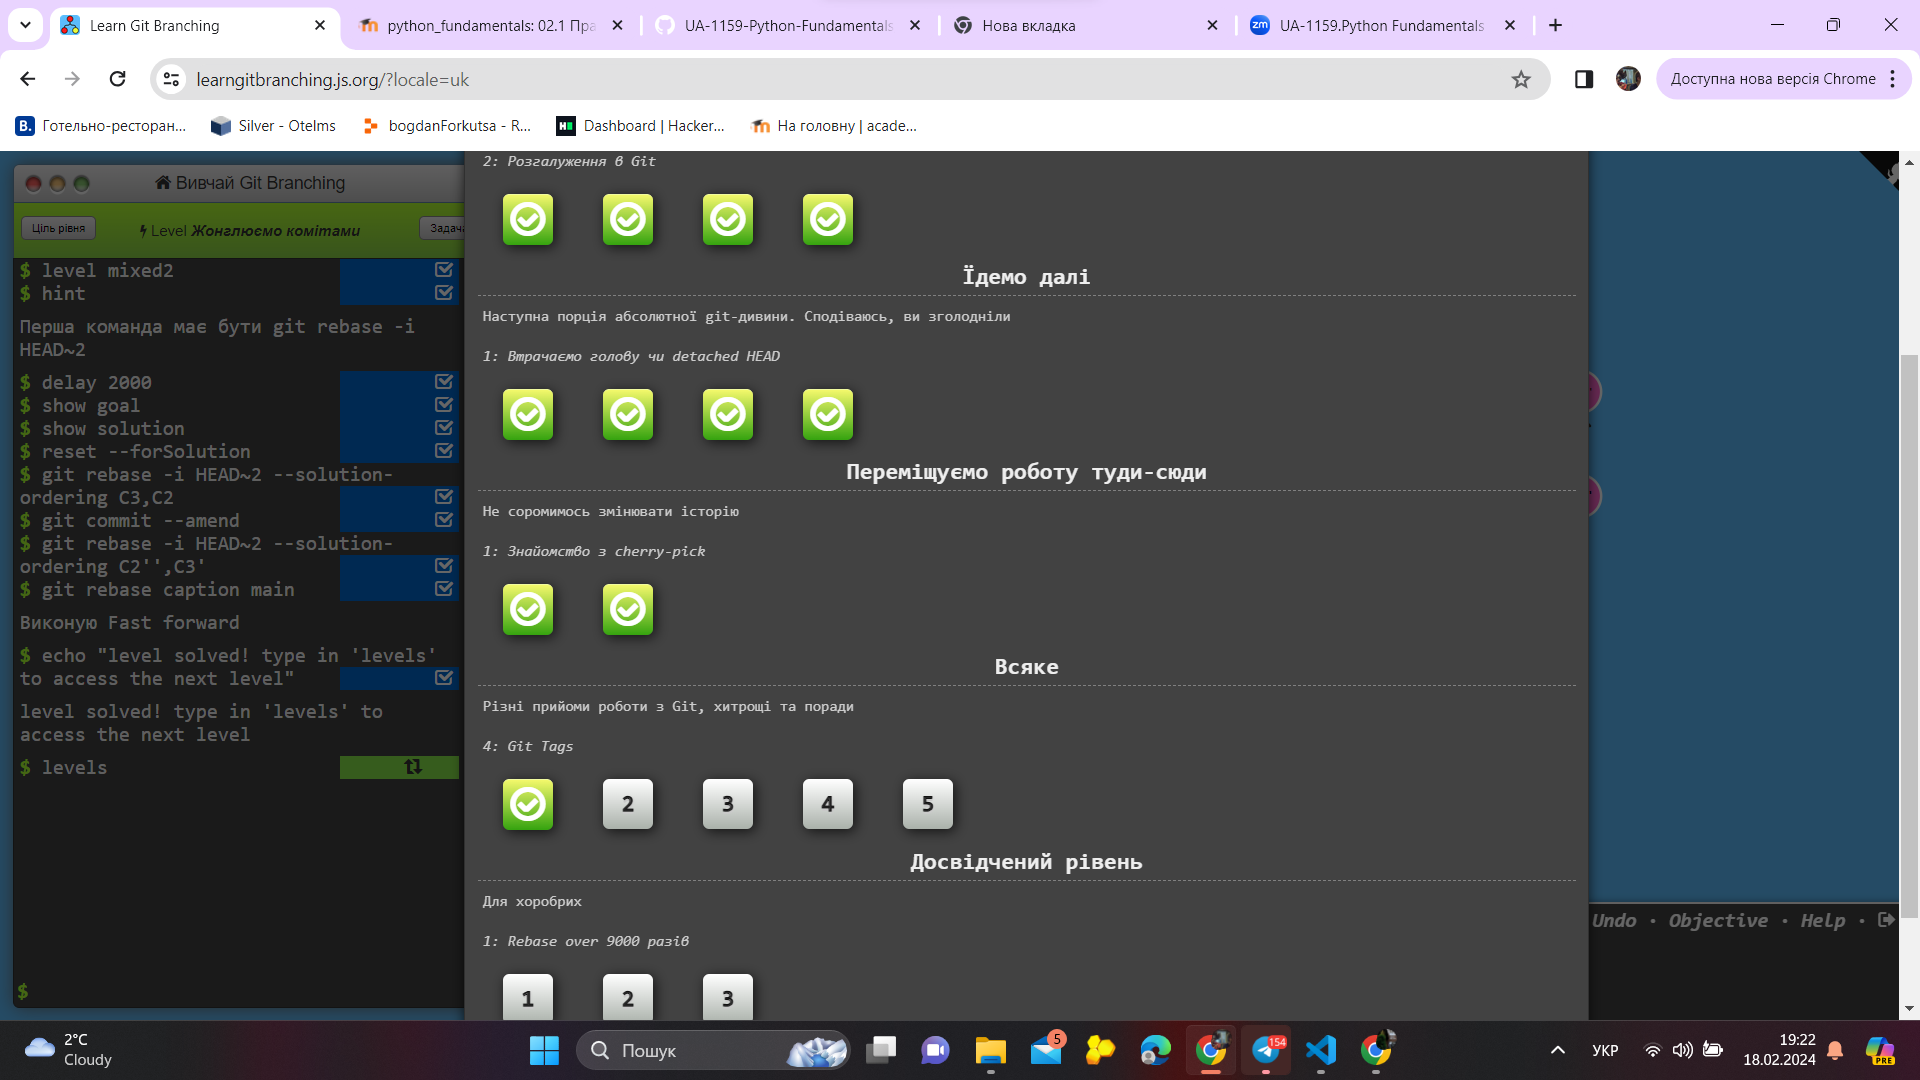 Learn Git Branching
python_fundamentals: 02.1 Пра
UA-1159-Python-Fundamentals
Нова вкладка
zm
UA-1159.Python Fundamentals
learngitbranching.js.org/?locale=uk
Доступна нова версія Chrome
B.
Готельно-ресторан...
Silver - Otelms
bogdanForkutsa - R...
Dashboard | Hacker...
На головну | acade...
Вивчай Git Branching
Ціль рівня
Level Жонглюємо комітами
Задача
$ level mixed2
$ hint
Перша команда має бути git rebase -i
HEAD~2
$ delay 2000
$ show goal
$ show solution
$ reset --forSolution
$ git rebase -i HEAD~2 --solution-
ordering C3,C2
$ git commit --amend
$ git rebase -i HEAD~2 --solution-
ordering C2'',C3'
$ git rebase caption main
Виконую Fast forward
$ echo "level solved! type in 'levels'
to access the next level"
level solved! type in 'levels' to
access the next level
$ levels
$
2: Розгалуження в Git
Їдемо далі
Наступна порція абсолютної git-дивини. Сподіваюсь, ви зголодніли
1: Втрачаємо голову чи detached HEAD
Переміщуємо роботу туди-сюди
Не соромимось змінювати історію
1: Знайомство з cherry-pick
Всяке
Різні прийоми роботи з Git, хитрощі та поради
4: Git Tags
2 3 4 5
Досвідчений рівень
Для хоробрих
1: Rebase over 9000 разів
1 2 3
Undo · Objective · Help ·
2°C
Cloudy
Пошук
5
154
УКР
19:22
18.02.2024
PRE